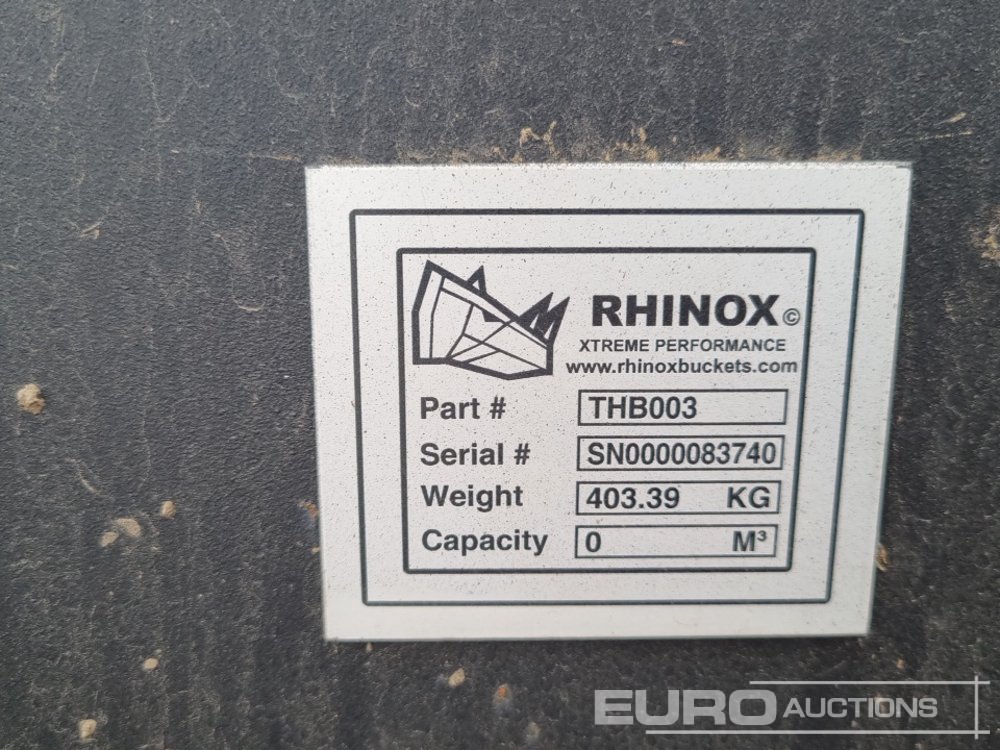 RHINOX©
XTREME PERFORMANCE
www.rhinoxbuckets.com
Part # THB003
Serial # SN0000083740
Weight 403.39 KG
Capacity 0 M³
EURO AUCTIONS